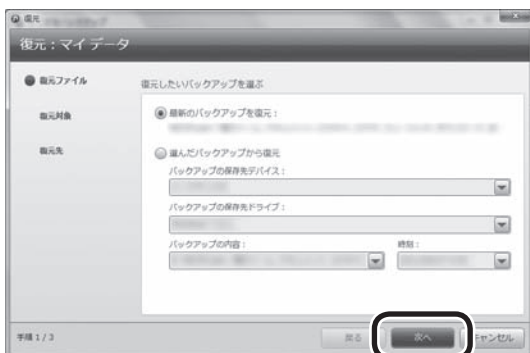 復元
復元：マイ データ
復元ファイル
復元対象
復元先
復元したいバックアップを選ぶ
最新のバックアップを復元：
選んだバックアップから復元
バックアップの保存先デバイス：
バックアップの保存先ドライブ：
バックアップの内容：
時刻：
手順 1 / 3
戻る
次へ
キャンセル